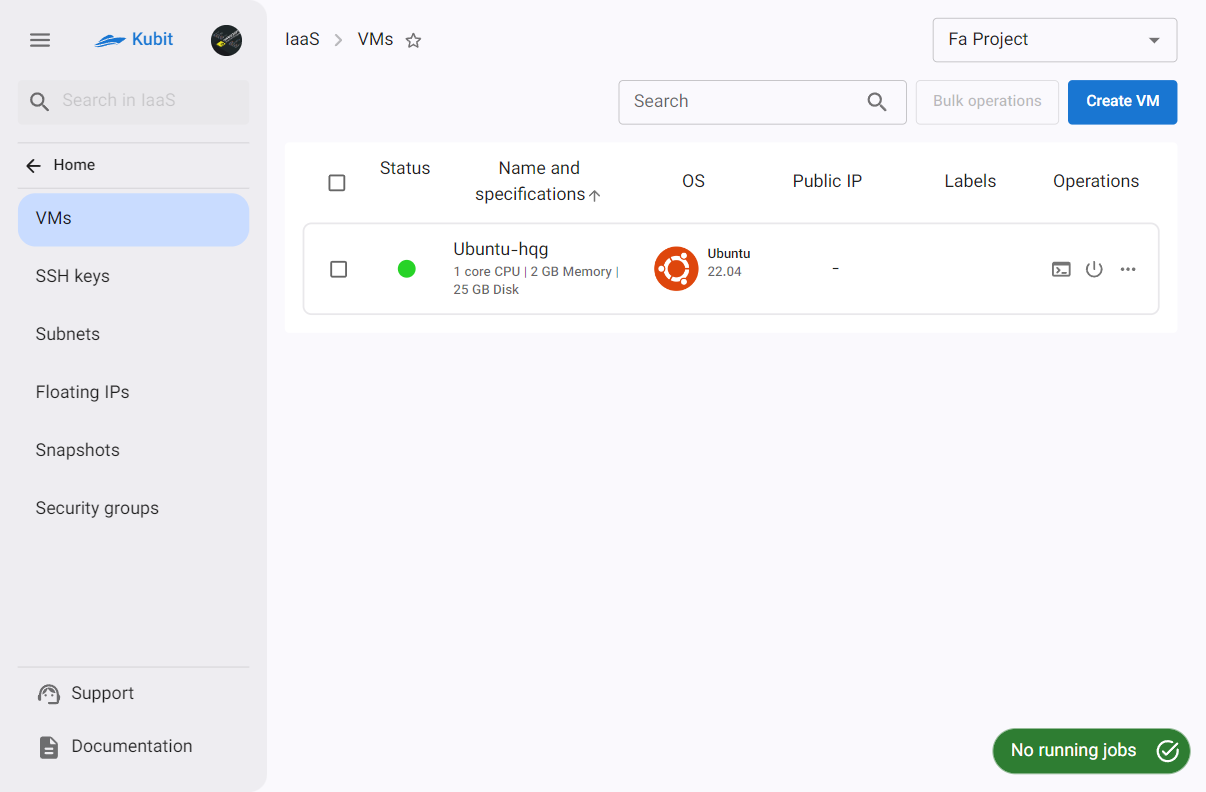 Kubit
IaaS
VMs
Fa Project
Search in IaaS
Search
Bulk operations
Create VM
Home
VMs
SSH keys
Subnets
Floating IPs
Snapshots
Security groups
Support
Documentation
Status
Name and
specifications
OS
Public IP
Labels
Operations
Ubuntu-hqg
1 core CPU | 2 GB Memory |
25 GB Disk
Ubuntu
22.04
-
No running jobs